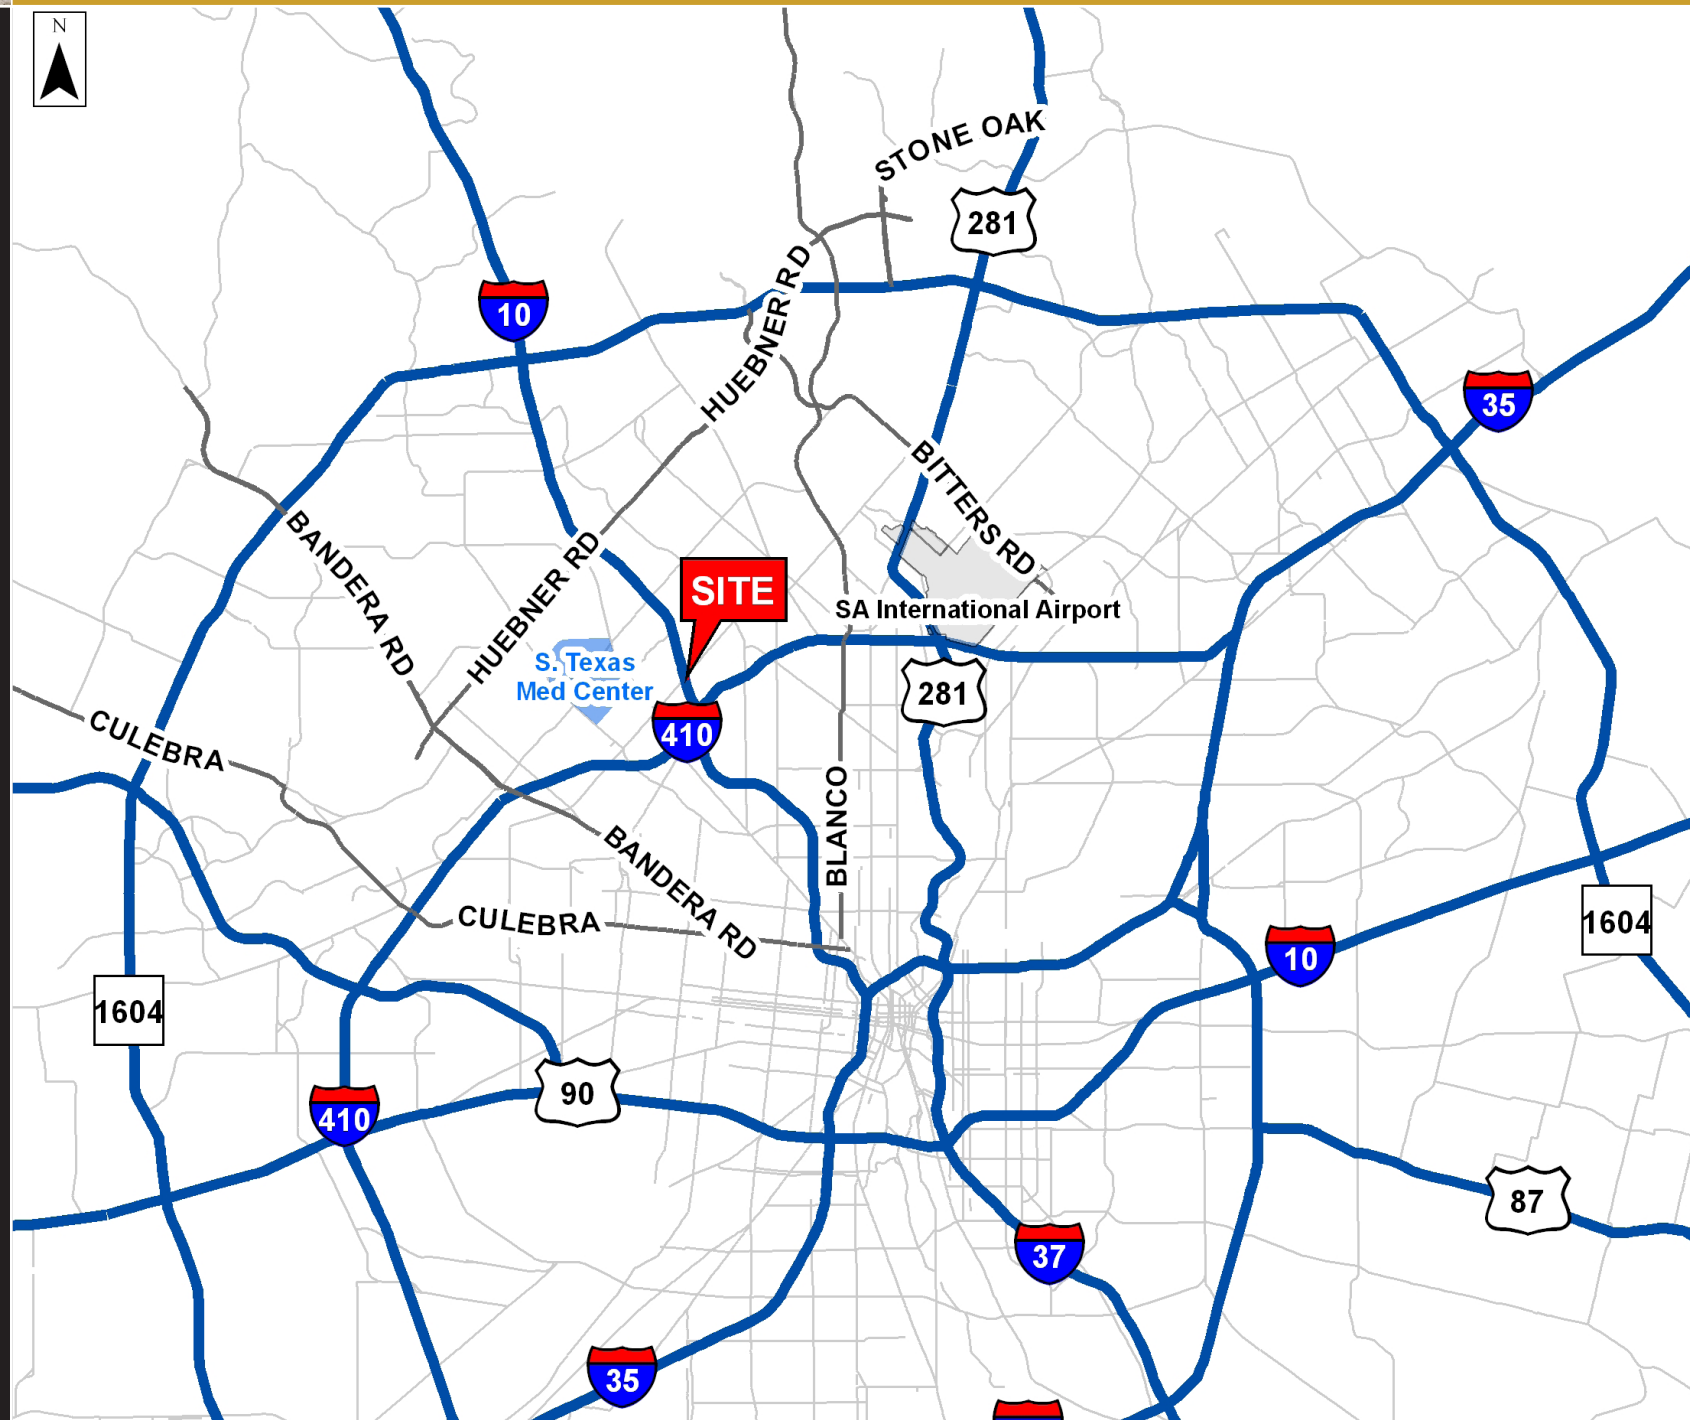 N
STONE OAK
281
HUEBNER RD
10
35
BITTERS RD
BANDERA RD
HUEBNER RD
SITE
SA International Airport
S. Texas
Med Center
281
CULEBRA
410
BLANCO
BANDERA RD
CULEBRA
1604
10
1604
90
410
87
37
35